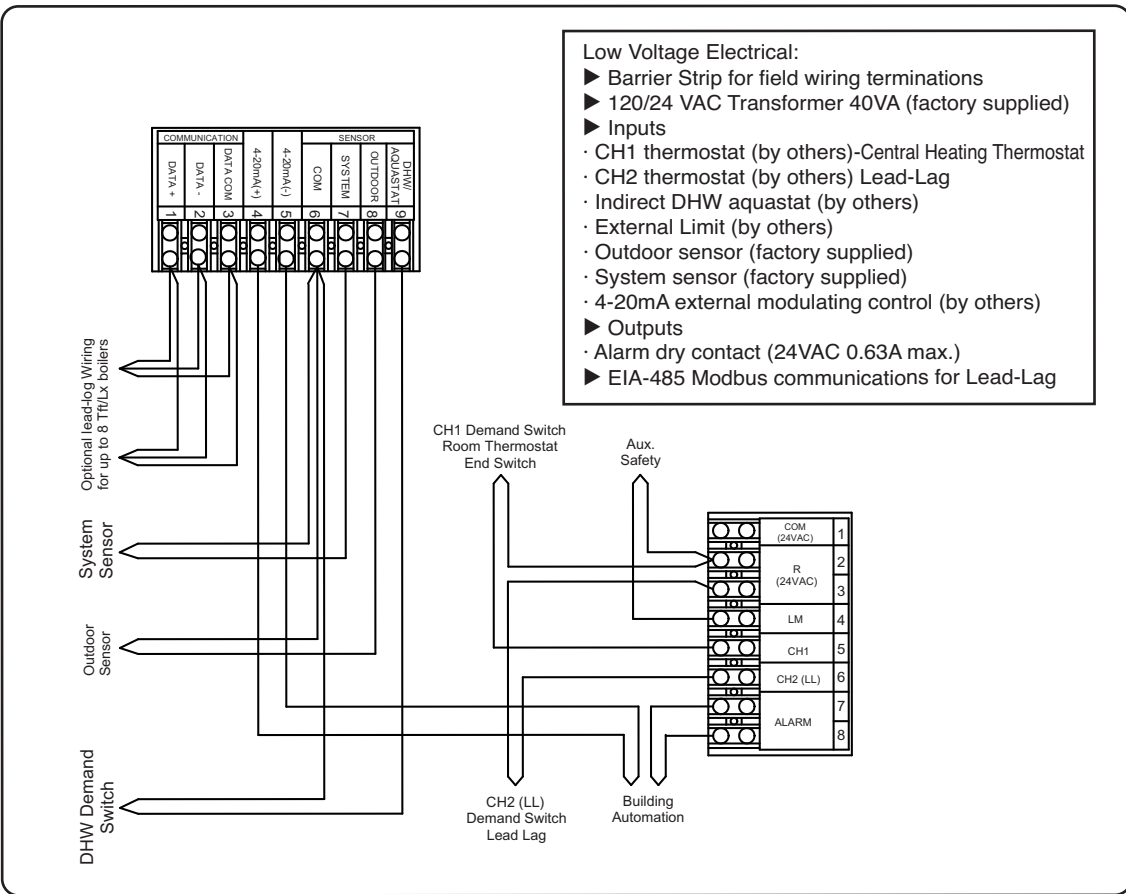 Low Voltage Electrical:
▶ Barrier Strip for field wiring terminations
▶ 120/24 VAC Transformer 40VA (factory supplied)
▶ Inputs
· CH1 thermostat (by others)-Central Heating Thermostat
· CH2 thermostat (by others) Lead-Lag
· Indirect DHW aquastat (by others)
· External Limit (by others)
· Outdoor sensor (factory supplied)
· System sensor (factory supplied)
· 4-20mA external modulating control (by others)
▶ Outputs
· Alarm dry contact (24VAC 0.63A max.)
▶ EIA-485 Modbus communications for Lead-Lag
COMMUNICATION
SENSOR
DATA +
DATA -
DATA COM
4-20mA(+)
4-20mA(-)
COM
SYSTEM
OUTDOOR
DHW/
AQUASTAT
1
2
3
4
5
6
7
8
9
Optional lead-log Wiring
for up to 8 Tft/Lx boilers
System
Sensor
Outdoor
Sensor
DHW Demand
Switch
CH1 Demand Switch
Room Thermostat
End Switch
Aux.
Safety
COM
(24VAC)
1
R
(24VAC)
2
3
LM
4
CH1
5
CH2 (LL)
6
ALARM
7
8
CH2 (LL)
Demand Switch
Lead Lag
Building
Automation